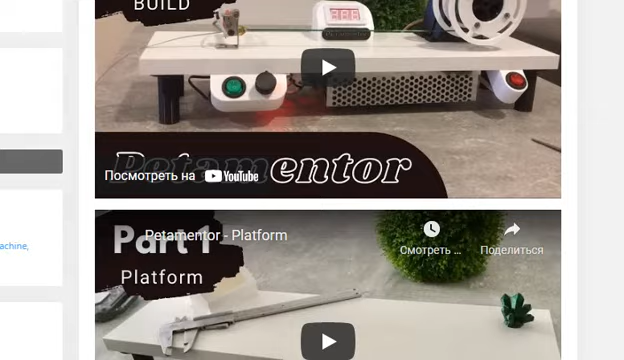 BUILD
Petamentor
Посмотреть на YouTube
achine,
Part 1
Petamentor - Platform
Смотреть ...
Поделиться
Platform